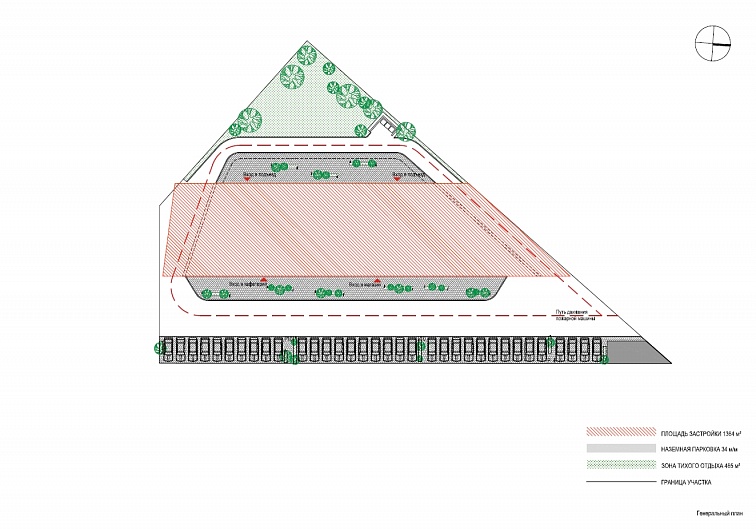 Вход в подъезд
Вход в подъезд
Вход в кафетерий
Вход в магазин
Путь движения
пожарной машины
ПЛОЩАДЬ ЗАСТРОЙКИ 1364 м²
НАЗЕМНАЯ ПАРКОВКА 34 м/м
ЗОНА ТИХОГО ОТДЫХА 465 м²
ГРАНИЦА УЧАСТКА
Генеральный план